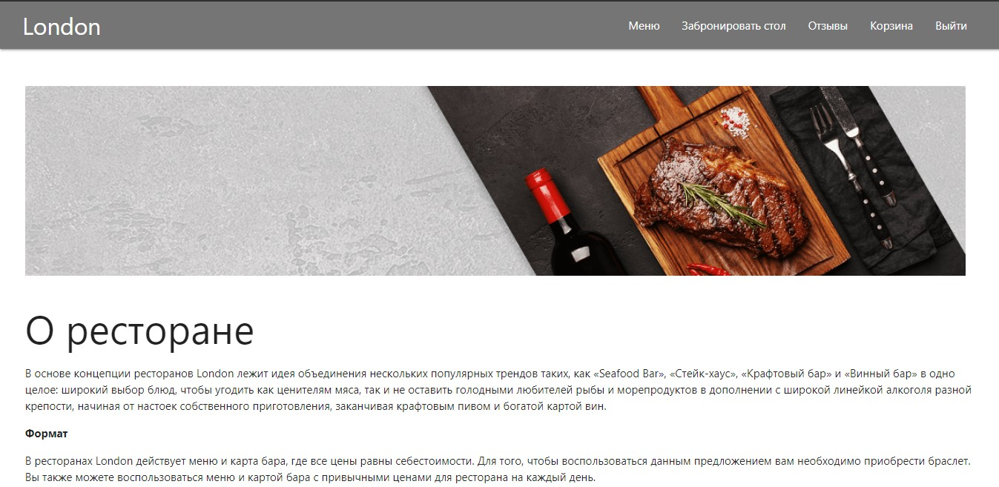 London
Меню Забронировать стол Отзывы Корзина Выйти
О ресторане
В основе концепции ресторанов London лежит идея объединения нескольких популярных трендов таких, как «Seafood Bar», «Стейк-хаус», «Крафтовый бар» и «Винный бар» в одно
целое: широкий выбор блюд, чтобы угодить как ценителям мяса, так и не оставить голодными любителей рыбы и морепродуктов в дополнении с широкой линейкой алкоголя разной
крепости, начиная от настоек собственного приготовления, заканчивая крафтовым пивом и богатой картой вин.
Формат
В ресторанах London действует меню и карта бара, где все цены равны себестоимости. Для того, чтобы воспользоваться данным предложением вам необходимо приобрести браслет.
Вы также можете воспользоваться меню и картой бара с привычными ценами для ресторана на каждый день.